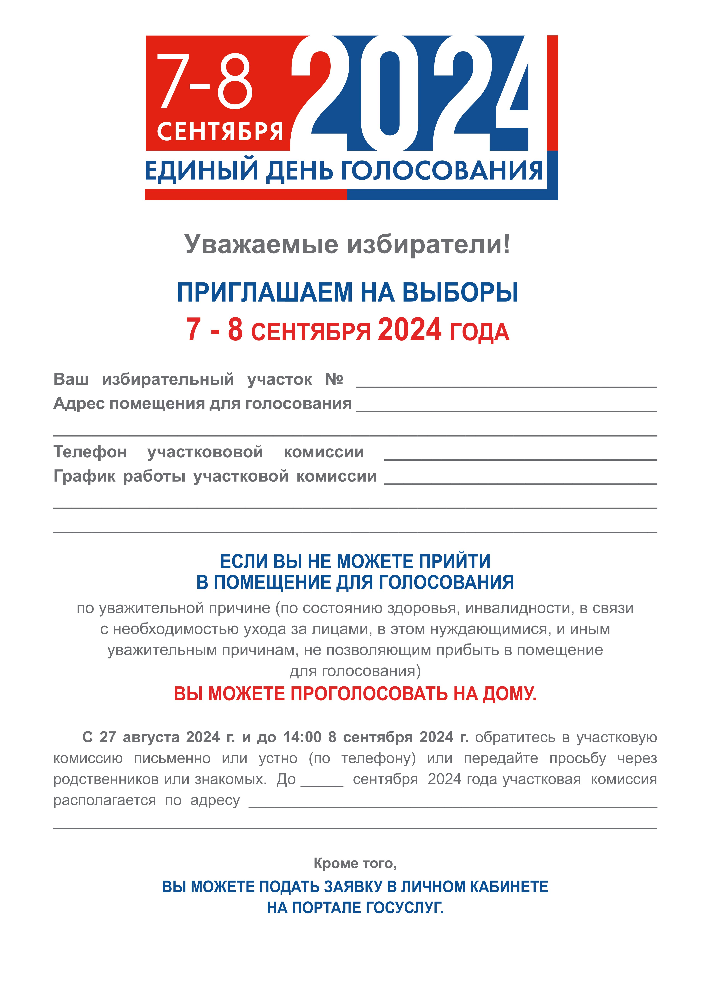 7-8
СЕНТЯБРЯ
2024
ЕДИНЫЙ ДЕНЬ ГОЛОСОВАНИЯ
Уважаемые избиратели!
ПРИГЛАШАЕМ НА ВЫБОРЫ
7 - 8 СЕНТЯБРЯ 2024 ГОДА
Ваш избирательный участок №
Адрес помещения для голосования
Телефон участкововой комиссии
График работы участковой комиссии
ЕСЛИ ВЫ НЕ МОЖЕТЕ ПРИЙТИ
В ПОМЕЩЕНИЕ ДЛЯ ГОЛОСОВАНИЯ
по уважительной причине (по состоянию здоровья, инвалидности, в связи
с необходимостью ухода за лицами, в этом нуждающимися, и иным
уважительным причинам, не позволяющим прибыть в помещение
для голосования)
ВЫ МОЖЕТЕ ПРОГОЛОСОВАТЬ НА ДОМУ.
С 27 августа 2024 г. и до 14:00 8 сентября 2024 г. обратитесь в участковую
комиссию письменно или устно (по телефону) или передайте просьбу через
родственников или знакомых. До _____ сентября 2024 года участковая комиссия
располагается по адресу
Кроме того,
ВЫ МОЖЕТЕ ПОДАТЬ ЗАЯВКУ В ЛИЧНОМ КАБИНЕТЕ
НА ПОРТАЛЕ ГОСУСЛУГ.